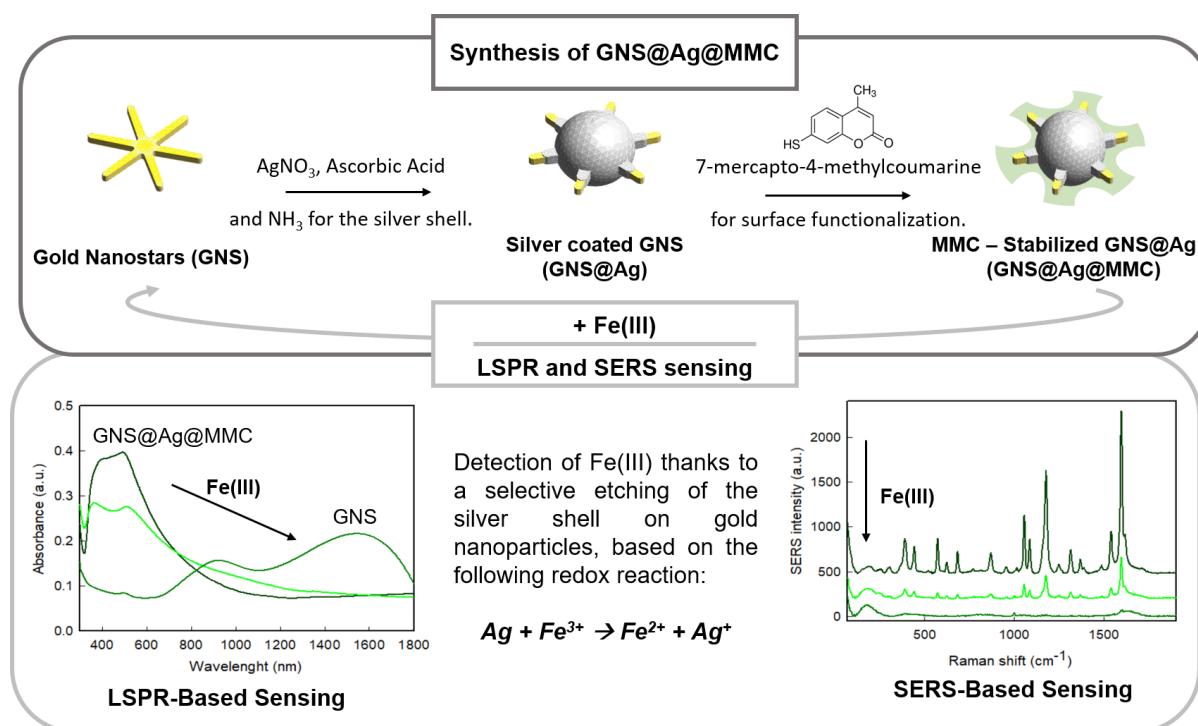 Synthesis of GNS@Ag@MMC
AgNO₃, Ascorbic Acid
and NH₃ for the silver shell.
CH₃
HS
O
O
7-mercapto-4-methylcoumarine
for surface functionalization.
Gold Nanostars (GNS)
Silver coated GNS
(GNS@Ag)
MMC – Stabilized GNS@Ag
(GNS@Ag@MMC)
+ Fe(III)
LSPR and SERS sensing
0.5
0.4
0.3
0.2
0.1
0.0
Absorbance (a.u.)
GNS@Ag@MMC
Fe(III)
GNS
400 600 800 1000 1200 1400 1600 1800
Wavelenght (nm)
LSPR-Based Sensing
Detection of Fe(III) thanks to
a selective etching of the
silver shell on gold
nanoparticles, based on the
following redox reaction:
Ag + Fe³⁺ → Fe²⁺ + Ag⁺
2000
1500
1000
500
0
SERS intensity (a.u.)
Fe(III)
500 1000 1500
Raman shift (cm⁻¹)
SERS-Based Sensing